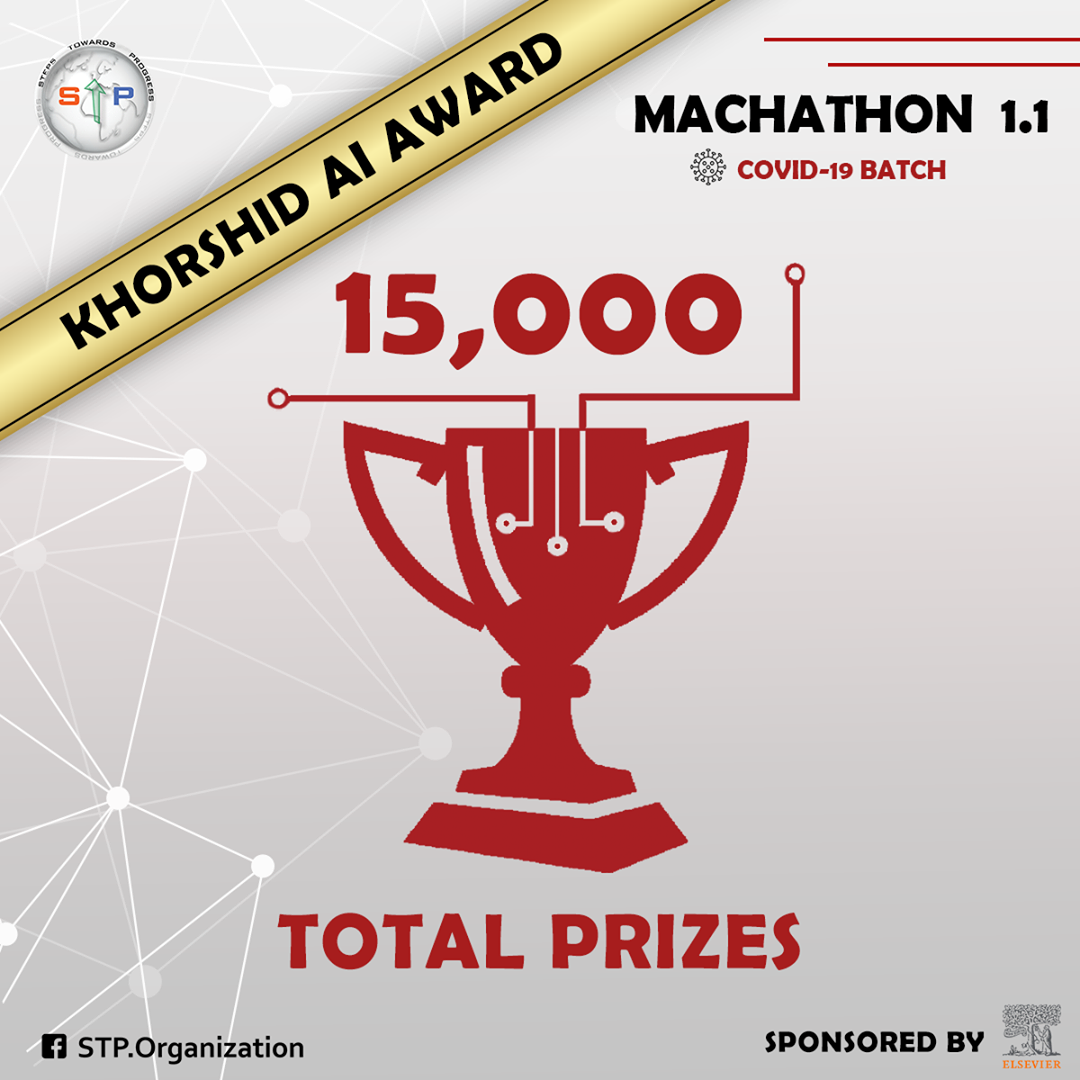 STEPS TOWARDS PROGRESS
STP
KHORSHID AI AWARD
MACHATHON 1.1
COVID-19 BATCH
15,000
TOTAL PRIZES
STP.Organization
SPONSORED BY
ELSEVIER